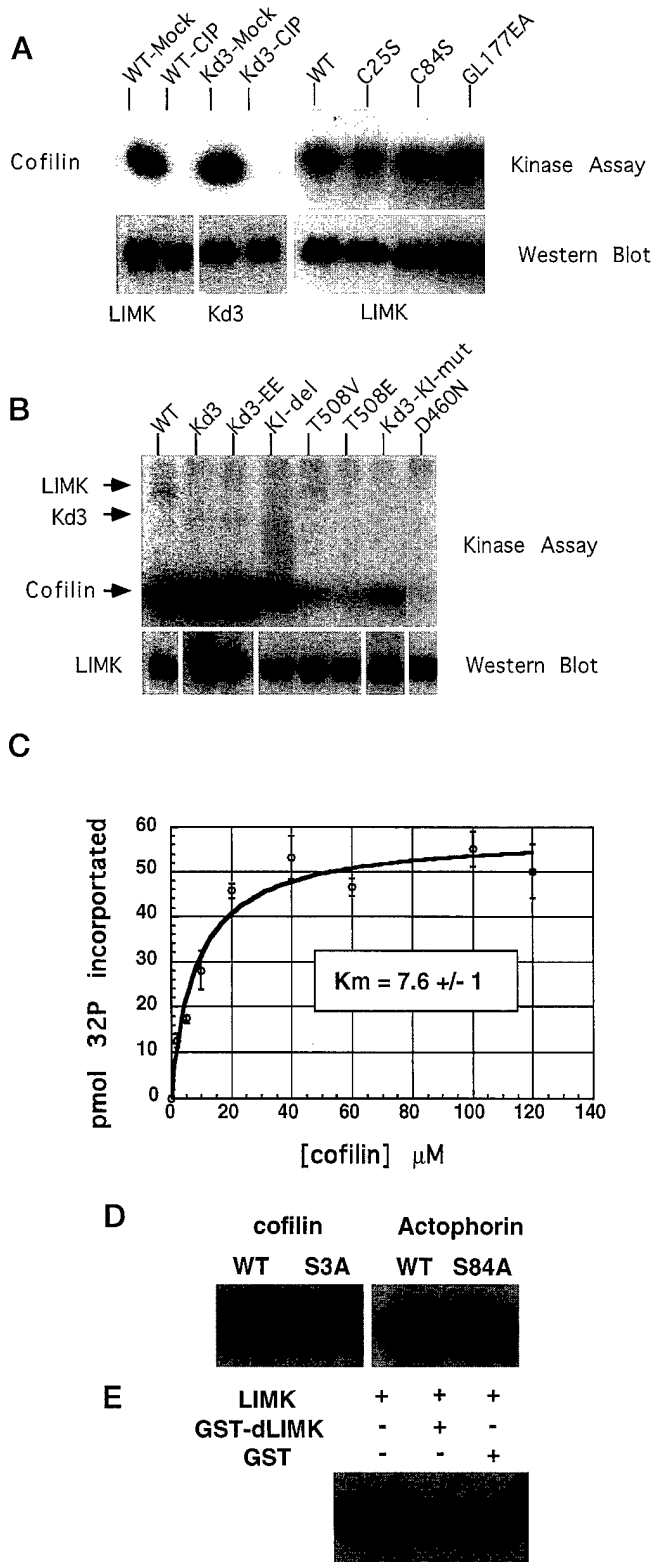 A
WT-Mock WT-CIP Kd3-Mock Kd3-CIP WT C25S C84S GL177EA
Cofilin Kinase Assay
Western Blot
LIMK Kd3 LIMK
B
WT Kd3 Kd3-EE KI-del T508V T508E Kd3-KI-mut D460N
LIMK
Kd3
Kinase Assay
Cofilin
LIMK Western Blot
C
pmol 32P incorportated
60
50
40
30
20
10
0
Km = 7.6 +/- 1
0 20 40 60 80 100 120 140
[cofilin] μM
D
cofilin Actophorin
WT S3A WT S84A
E
LIMK + + +
GST-dLIMK - + -
GST - - +